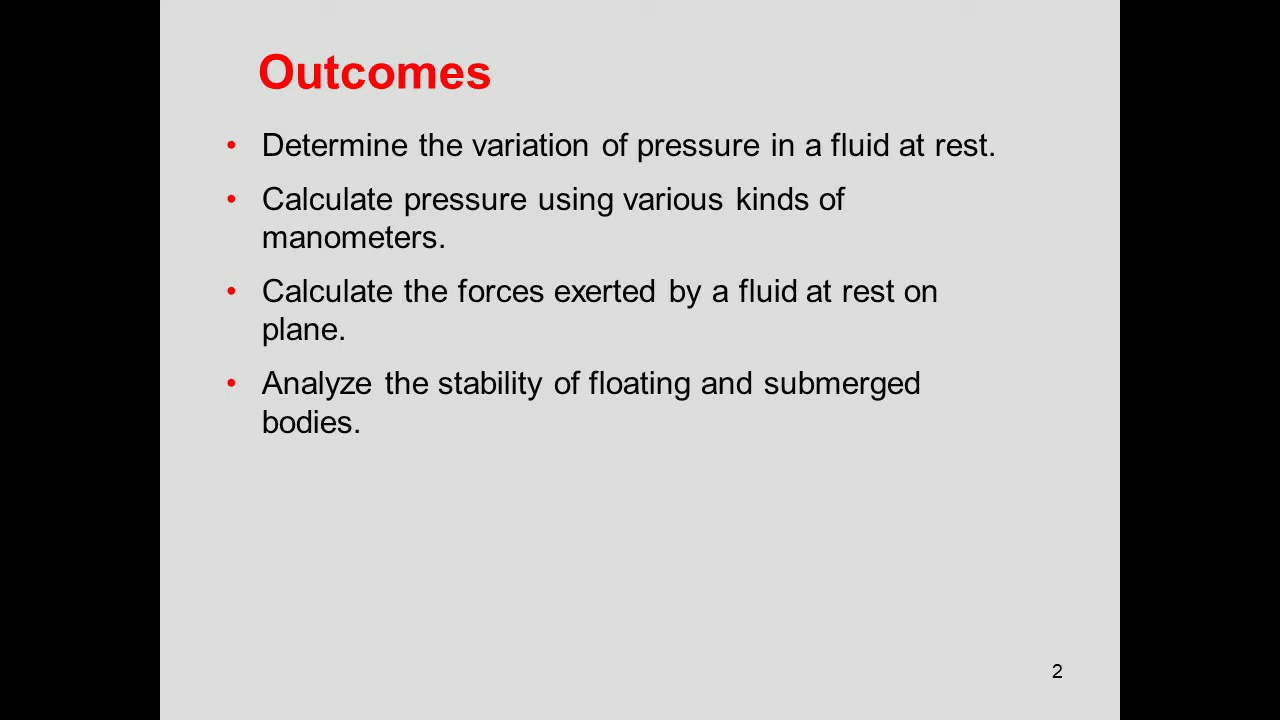 Outcomes
• Determine the variation of pressure in a fluid at rest.
• Calculate pressure using various kinds of
manometers.
• Calculate the forces exerted by a fluid at rest on
plane.
• Analyze the stability of floating and submerged
bodies.
2